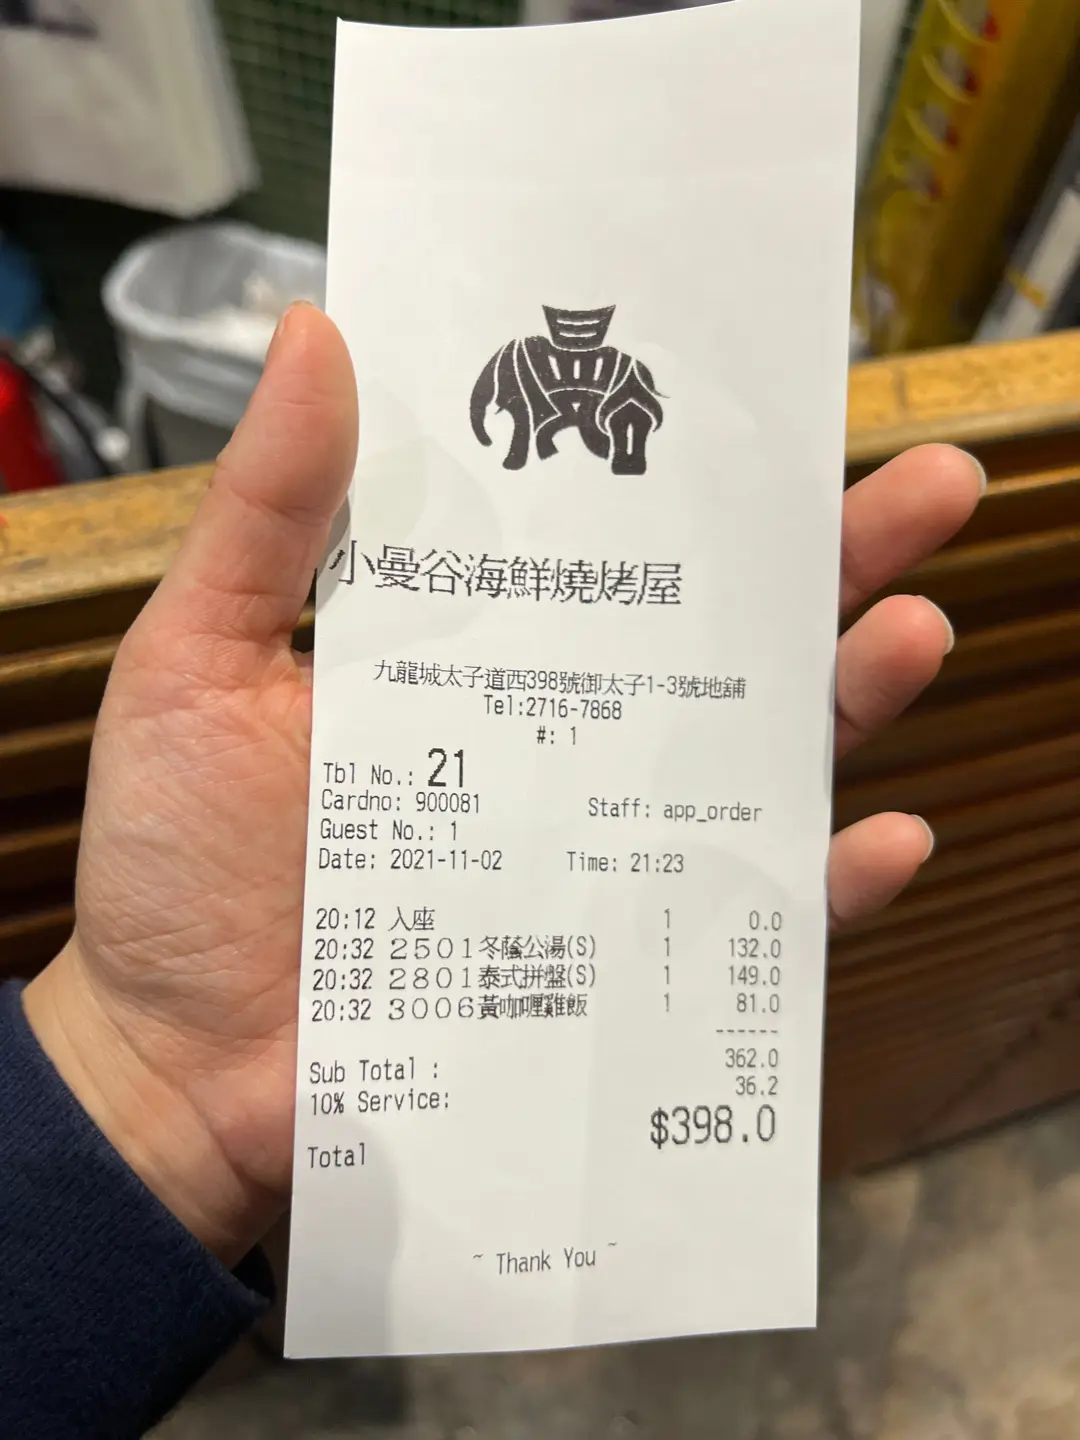 小曼谷
小曼谷海鮮燒烤屋
九龍城太子道西398號御太子1-3號地舖
Tel:2716-7868
#: 1
Tbl No.: 21
Cardno: 900081 Staff: app_order
Guest No.: 1
Date: 2021-11-02 Time: 21:23
20:12 入座 1 0.0
20:32 2501冬蔭公湯(S) 1 132.0
20:32 2801泰式拼盤(S) 1 149.0
20:32 3006黃咖喱雞飯 1 81.0
------
Sub Total : 362.0
10% Service: 36.2
Total $398.0
~ Thank You ~